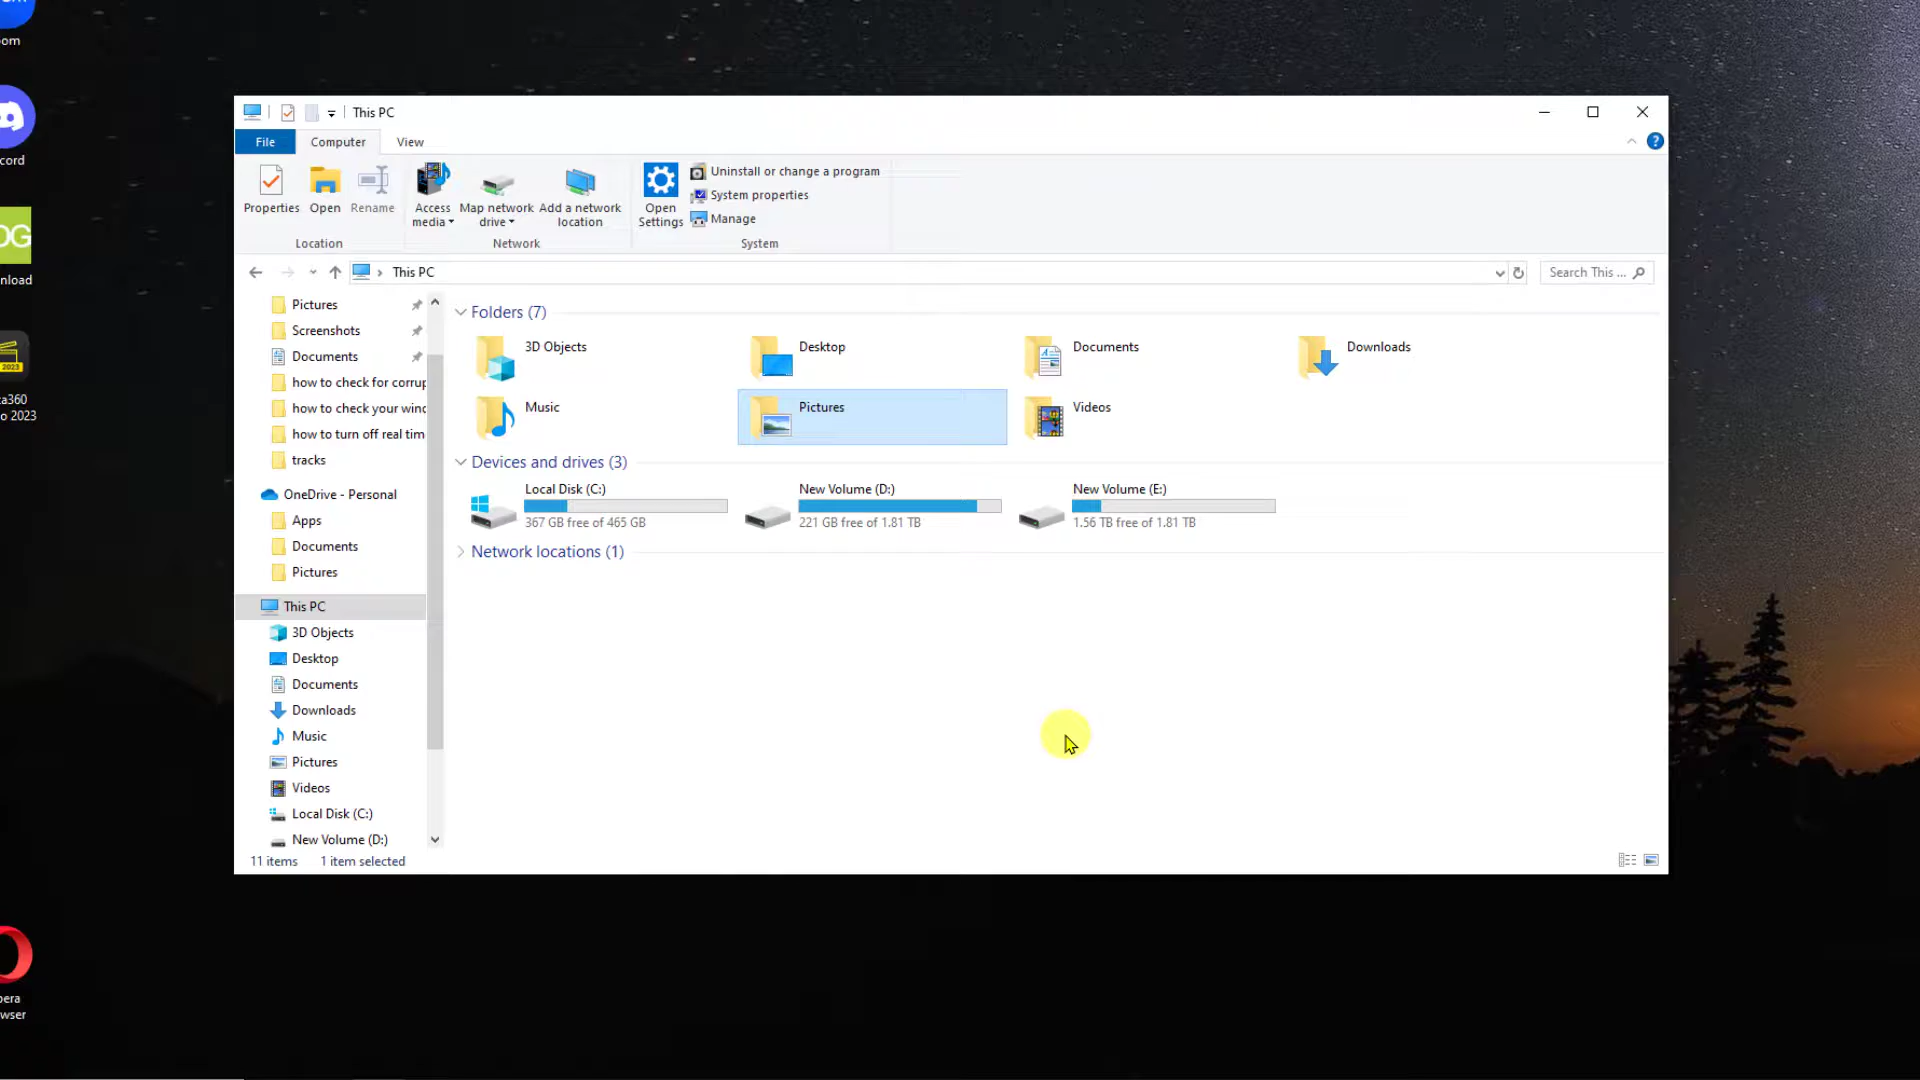 om
cord
OG
nload
2023
a360
o 2023
pera
wser
This PC
File
Computer
View
Properties
Open
Rename
Location
Access
media
Map network
drive
Add a network
location
Network
Open
Settings
Uninstall or change a program
System properties
Manage
System
?
This PC
Search This ...
Pictures
Screenshots
Documents
how to check for corrup
how to check your wind
how to turn off real tim
tracks
OneDrive - Personal
Apps
Documents
Pictures
This PC
3D Objects
Desktop
Documents
Downloads
Music
Pictures
Videos
Local Disk (C:)
New Volume (D:)
Folders (7)
3D Objects
Desktop
Documents
Downloads
Music
Pictures
Videos
Devices and drives (3)
Local Disk (C:)
367 GB free of 465 GB
New Volume (D:)
221 GB free of 1.81 TB
New Volume (E:)
1.56 TB free of 1.81 TB
Network locations (1)
11 items
1 item selected